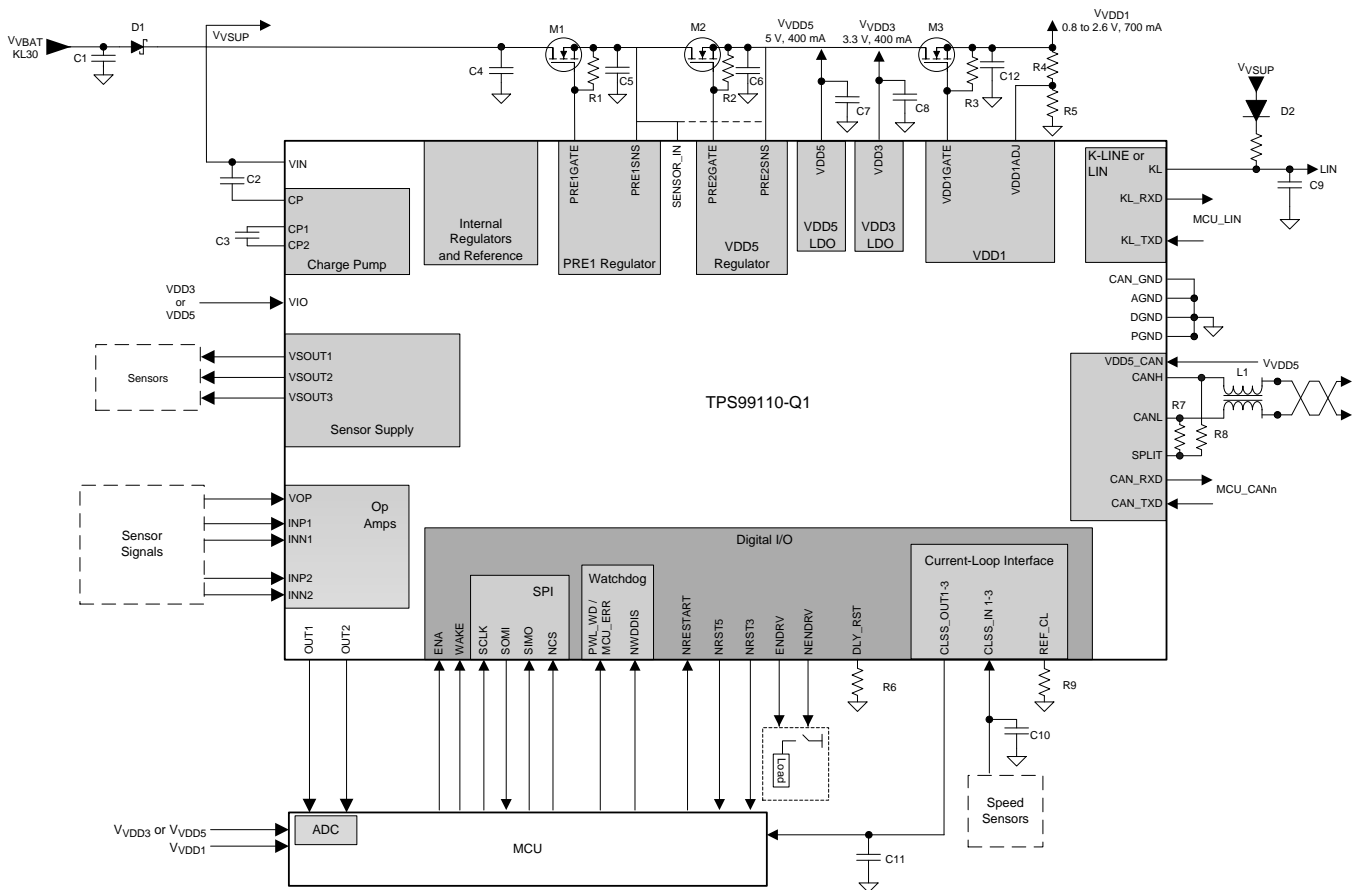 VVBAT
KL30
D1
VVSUP
C1
C4
M1
R1
C5
M2
R2
C6
VVDD5
5 V, 400 mA
VVDD3
3.3 V, 400 mA
C7
C8
M3
R3
C12
VVDD1
0.8 to 2.6 V, 700 mA
R4
R5
VVSUP
D2
VIN
C2
CP
C3
CP1
CP2
Charge Pump
Internal
Regulators
and Reference
PRE1GATE
PRE1SNS
PRE1 Regulator
SENSOR_IN
PRE2GATE
PRE2SNS
VDD5
Regulator
VDD5
VDD5
LDO
VDD3
VDD3
LDO
VDD1GATE
VDD1ADJ
VDD1
K-LINE or
LIN
KL
KL_RXD
KL_TXD
LIN
C9
MCU_LIN
VDD3
or
VDD5
VIO
CAN_GND
AGND
DGND
PGND
Sensors
VSOUT1
VSOUT2
VSOUT3
Sensor Supply
TPS99110-Q1
VDD5_CAN
CANH
CANL
SPLIT
CAN_RXD
CAN_TXD
VVDD5
L1
R7
R8
MCU_CANn
Sensor
Signals
VOP
INP1
INN1
INP2
INN2
Op
Amps
OUT1
OUT2
Digital I/O
ENA
WAKE
SPI
SCLK
SOMI
SIMO
NCS
Watchdog
PWL_WD /
MCU_ERR
NWDDIS
NRESTART
NRST5
NRST3
ENDRV
NENDRV
DLY_RST
Current-Loop Interface
CLSS_OUT1-3
CLSS_IN 1-3
REF_CL
R6
R9
C10
Load
Speed
Sensors
VVDD3 or VVDD5
VVDD1
ADC
MCU
C11